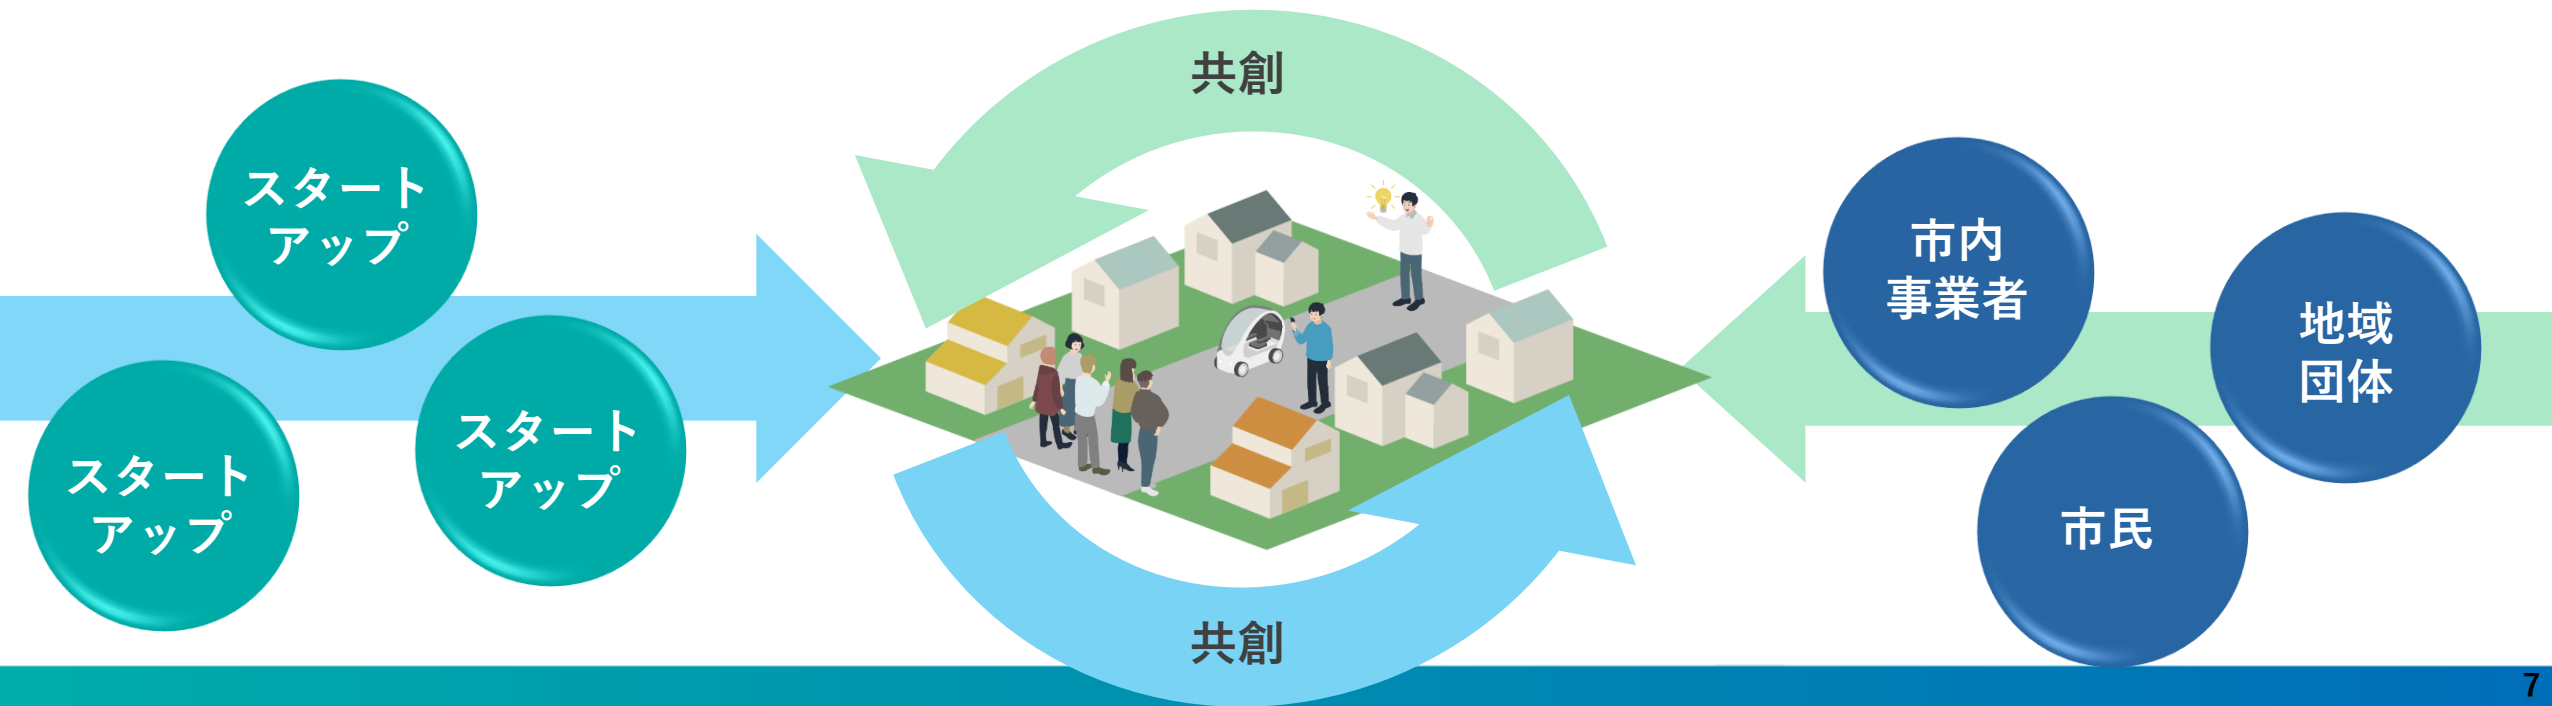 共創
スタート
アップ
スタート
アップ
スタート
アップ
市内
事業者
地域
団体
市民
共創
7